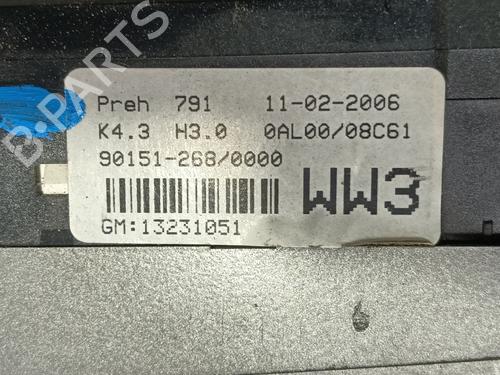 Preh 791 11-02-2006
K4.3 H3.0 0AL00/08C61
90151-268/0000
WW3
GM:13231051
B-PARTS